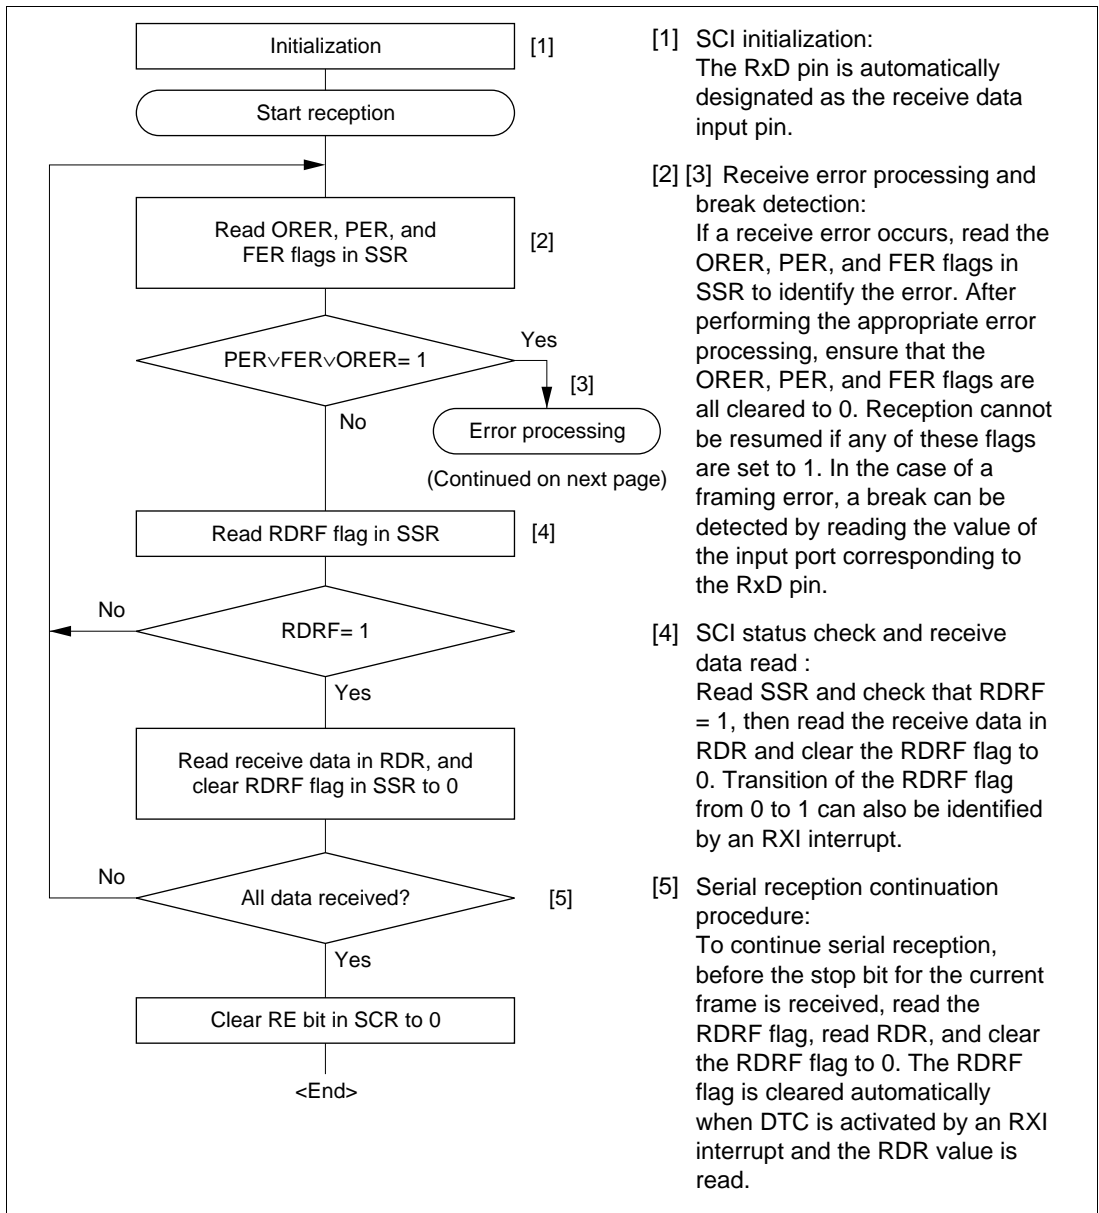 Initialization [1]
Start reception
Read ORER, PER, and
FER flags in SSR
[2]
PER∨FER∨ORER= 1
Yes
[3]
No
Error processing
(Continued on next page)
Read RDRF flag in SSR [4]
No
RDRF= 1
Yes
Read receive data in RDR, and
clear RDRF flag in SSR to 0
No
All data received? [5]
Yes
Clear RE bit in SCR to 0
<End>
[1] SCI initialization:
The RxD pin is automatically
designated as the receive data
input pin.
[2] [3] Receive error processing and
break detection:
If a receive error occurs, read the
ORER, PER, and FER flags in
SSR to identify the error. After
performing the appropriate error
processing, ensure that the
ORER, PER, and FER flags are
all cleared to 0. Reception cannot
be resumed if any of these flags
are set to 1. In the case of a
framing error, a break can be
detected by reading the value of
the input port corresponding to
the RxD pin.
[4] SCI status check and receive
data read :
Read SSR and check that RDRF
= 1, then read the receive data in
RDR and clear the RDRF flag to
0. Transition of the RDRF flag
from 0 to 1 can also be identified
by an RXI interrupt.
[5] Serial reception continuation
procedure:
To continue serial reception,
before the stop bit for the current
frame is received, read the
RDRF flag, read RDR, and clear
the RDRF flag to 0. The RDRF
flag is cleared automatically
when DTC is activated by an RXI
interrupt and the RDR value is
read.